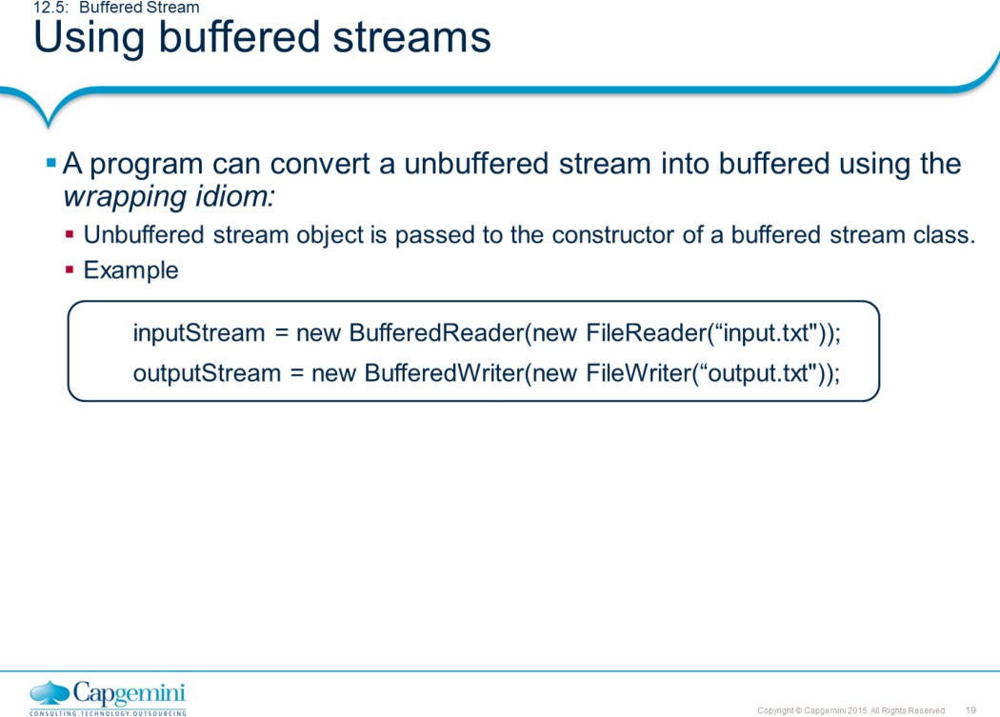 12.5: Buffered Stream
Using buffered streams
A program can convert a unbuffered stream into buffered using the
wrapping idiom:
Unbuffered stream object is passed to the constructor of a buffered stream class.
Example
inputStream = new BufferedReader(new FileReader(“input.txt"));
outputStream = new BufferedWriter(new FileWriter(“output.txt"));
Capgemini
CONSULTING.TECHNOLOGY.OUTSOURCING
Copyright © Capgemini 2015. All Rights Reserved 19